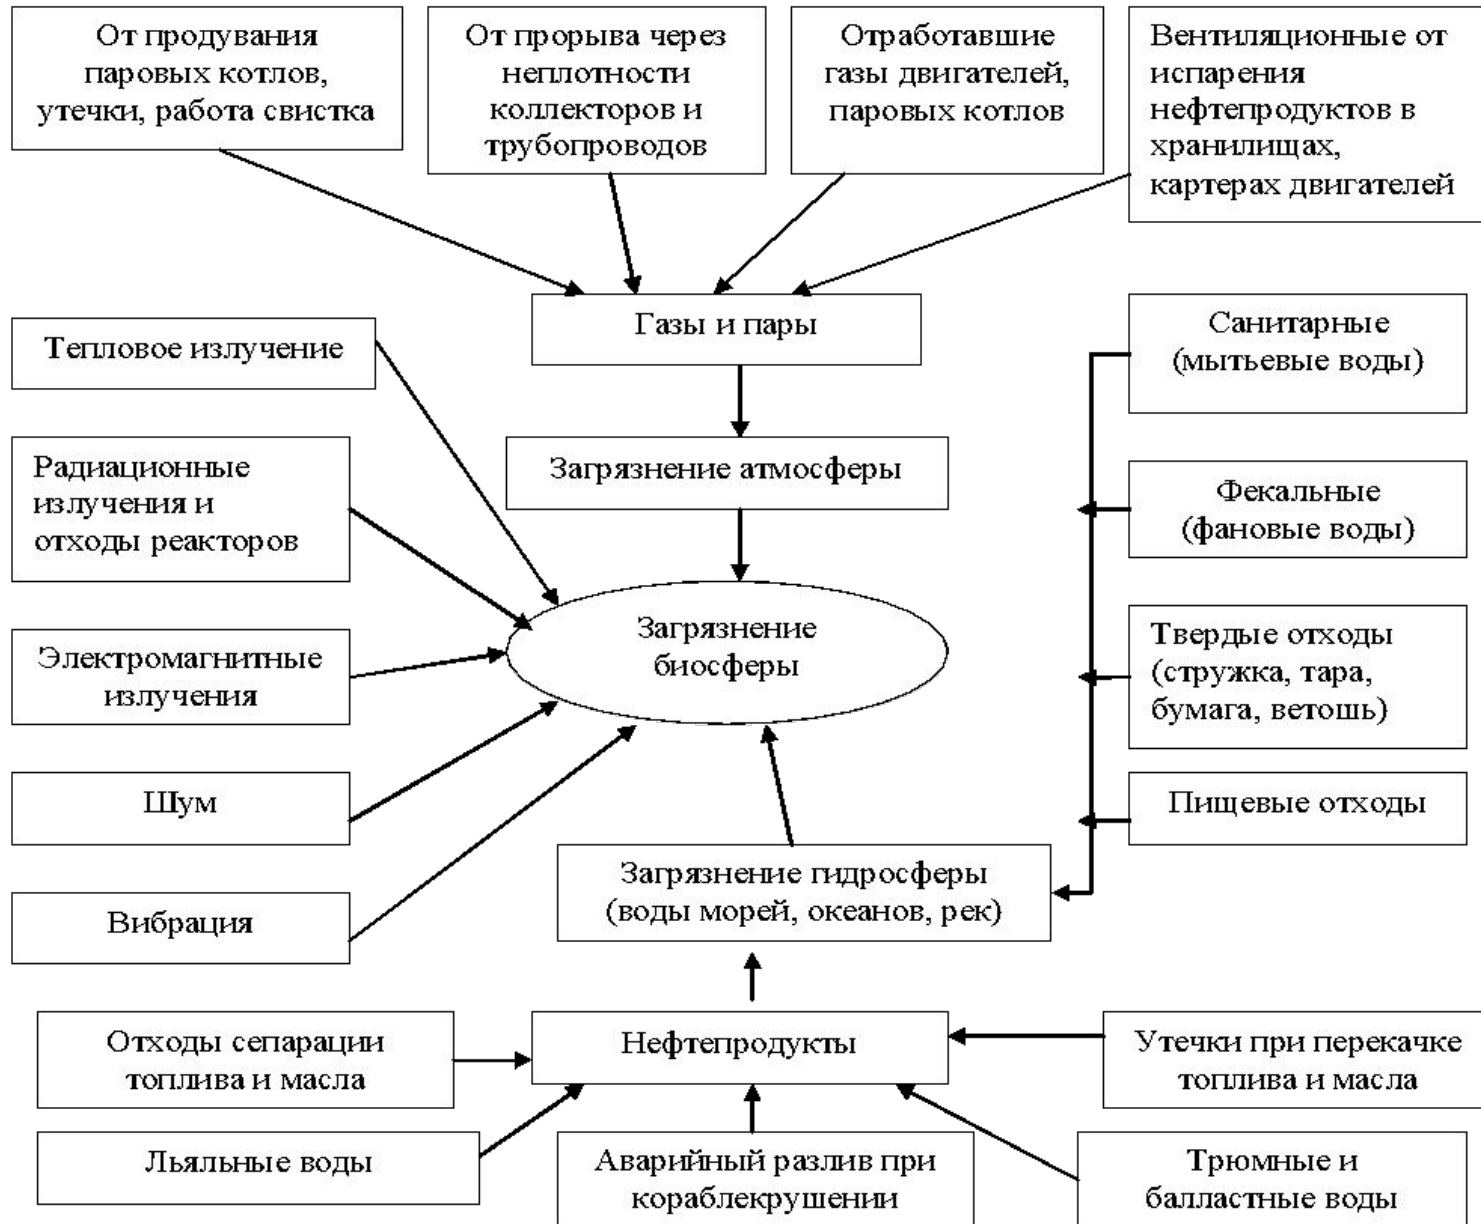 От продувания
паровых котлов,
утечки, работа свистка
От прорыва через
неплотности
коллекторов и
трубопроводов
Отработавшие
газы двигателей,
паровых котлов
Вентиляционные от
испарения
нефтепродуктов в
хранилищах,
картерах двигателей
Газы и пары
Тепловое излучение
Санитарные
(мытьевые воды)
Радиационные
излучения и
отходы реакторов
Загрязнение атмосферы
Фекальные
(фановые воды)
Электромагнитные
излучения
Загрязнение
биосферы
Твердые отходы
(стружка, тара,
бумага, ветошь)
Шум
Пищевые отходы
Вибрация
Загрязнение гидросферы
(воды морей, океанов, рек)
Отходы сепарации
топлива и масла
Нефтепродукты
Утечки при перекачке
топлива и масла
Льяльные воды
Аварийный разлив при
кораблекрушении
Трюмные и
балластные воды